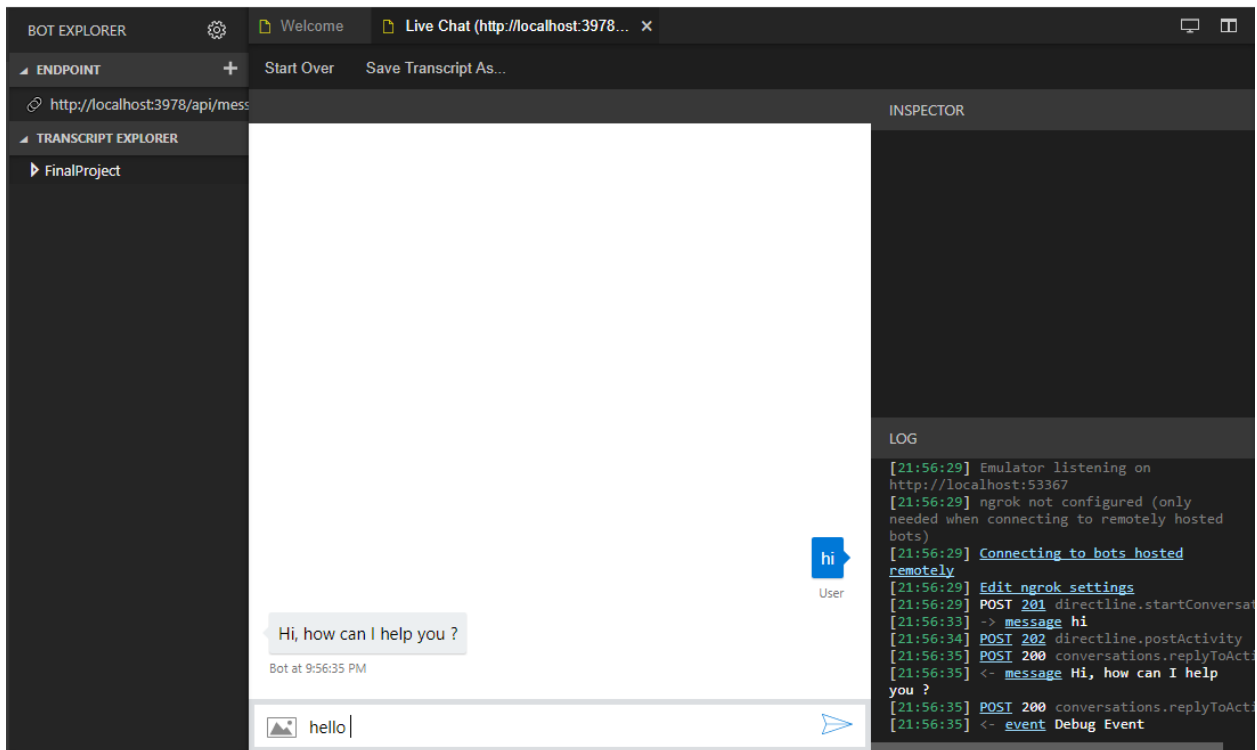 BOT EXPLORER
Welcome
Live Chat (http://localhost:3978...
ENDPOINT
Start Over Save Transcript As...
http://localhost:3978/api/mess
TRANSCRIPT EXPLORER
FinalProject
hi
User
Hi, how can I help you ?
Bot at 9:56:35 PM
hello
INSPECTOR
LOG
[21:56:29] Emulator listening on
http://localhost:53367
[21:56:29] ngrok not configured (only
needed when connecting to remotely hosted
bots)
[21:56:29] Connecting to bots hosted
remotely
[21:56:29] Edit ngrok settings
[21:56:29] POST 201 directline.startConversat
[21:56:33] -> message hi
[21:56:34] POST 202 directline.postActivity
[21:56:35] POST 200 conversations.replyToActi
[21:56:35] <- message Hi, how can I help
you ?
[21:56:35] POST 200 conversations.replyToActi
[21:56:35] <- event Debug Event